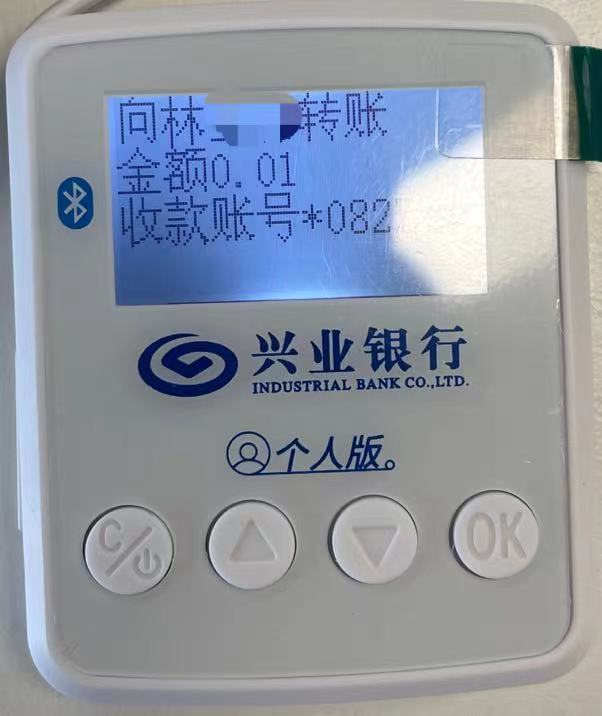 向林 转账
金额0.01
收款账号*082
兴业银行
INDUSTRIAL BANK CO.,LTD.
个人版。
C/
OK